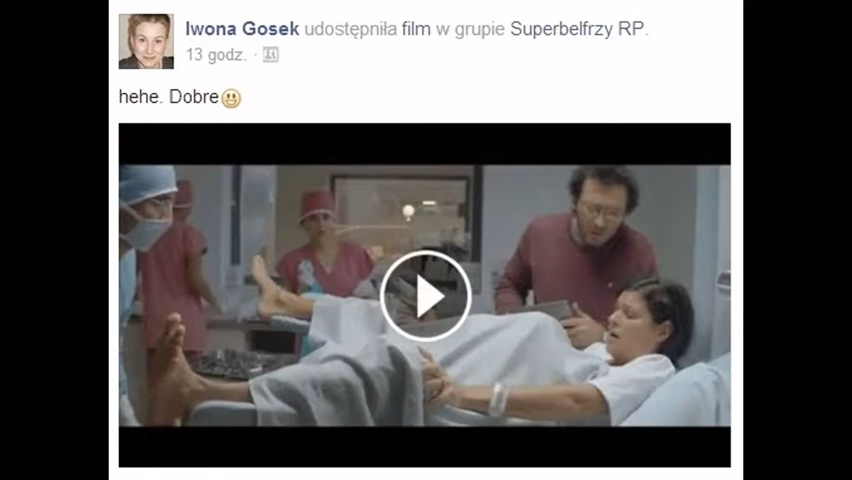 Iwona Gosek udostępniła film w grupie Superbelfrzy RP.
13 godz. ·
hehe. Dobre